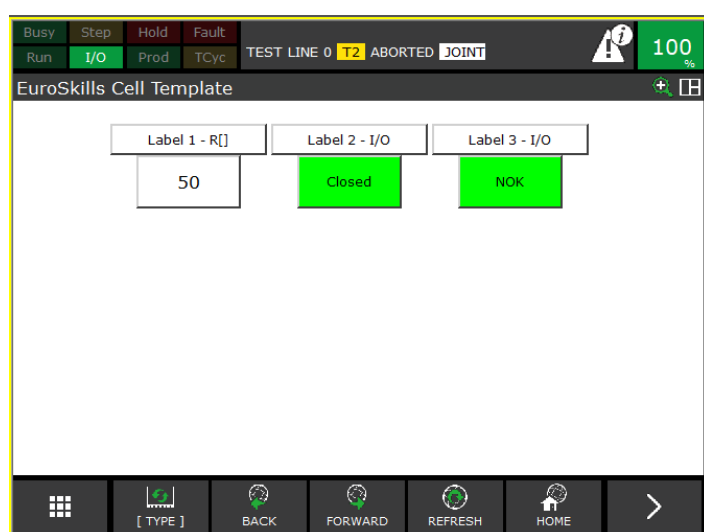 Busy Step Hold Fault
Run I/O Prod TCyc
TEST LINE 0 T2 ABORTED JOINT
i
100
%
EuroSkills Cell Template
Label 1 - R[] Label 2 - I/O Label 3 - I/O
50 Closed NOK
[ TYPE ] BACK FORWARD REFRESH HOME